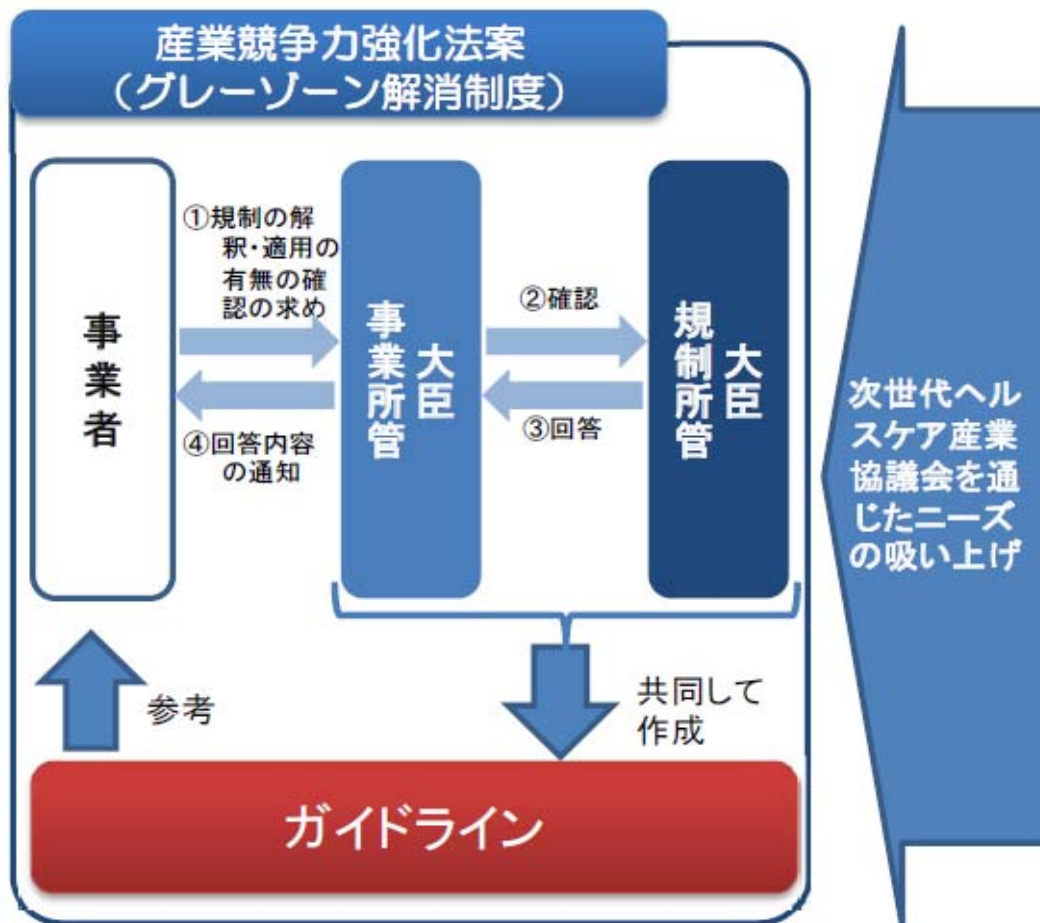 産業競争力強化法案
（グレーゾーン解消制度）
事業者
①規制の解
釈・適用の
有無の確
認の求め
④回答内容
の通知
事業所管
大臣
②確認
③回答
規制所管
大臣
次世代ヘル
スケア産業
協議会を通
じたニーズ
の吸い上げ
参考
共同して
作成
ガイドライン